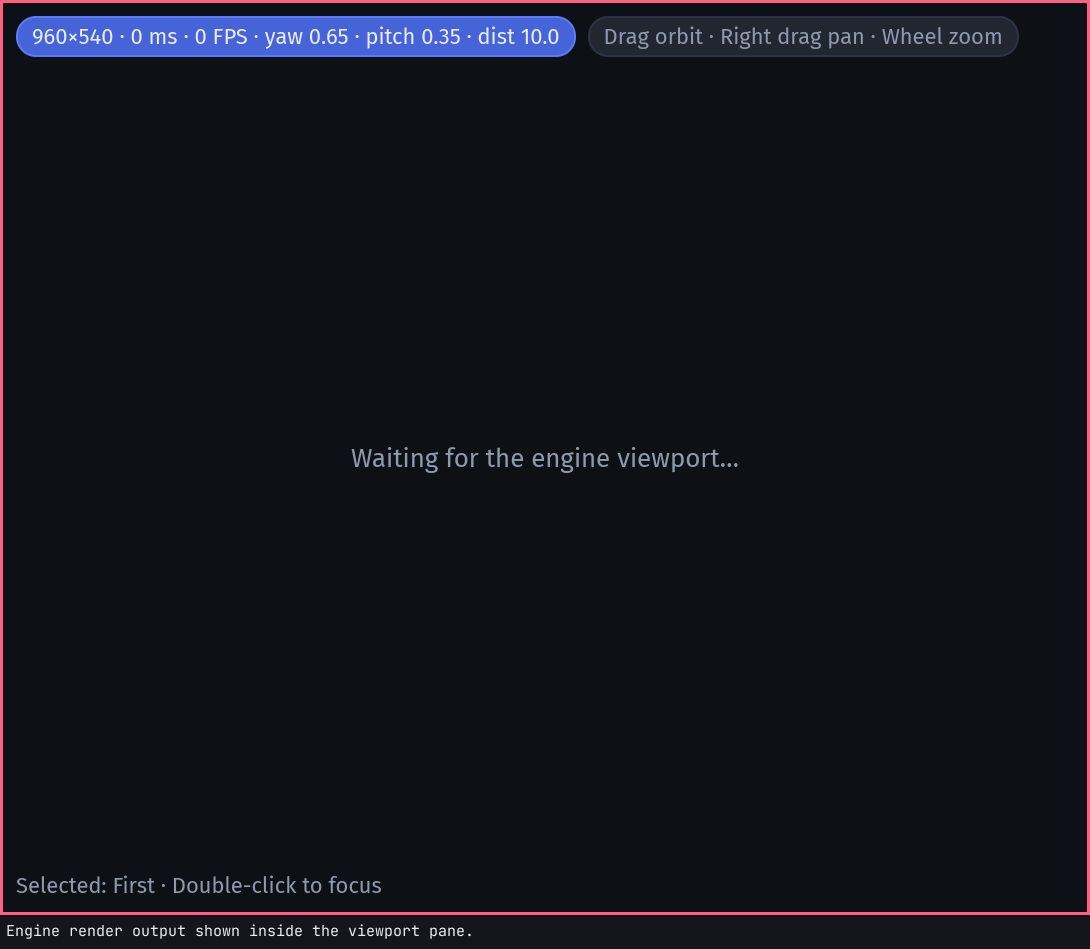 960×540 · 0 ms · 0 FPS · yaw 0.65 · pitch 0.35 · dist 10.0
Drag orbit · Right drag pan · Wheel zoom
Waiting for the engine viewport...
Selected: First · Double-click to focus
Engine render output shown inside the viewport pane.